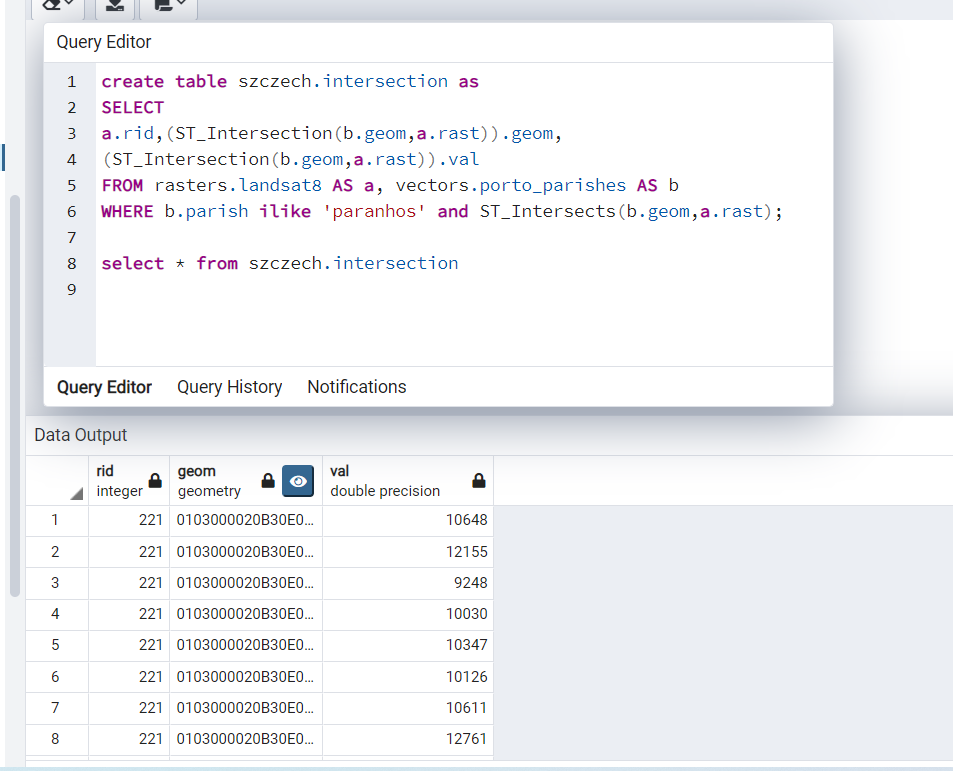 Query Editor
1 create table szczech.intersection as
2 SELECT
3 a.rid,(ST_Intersection(b.geom,a.rast)).geom,
4 (ST_Intersection(b.geom,a.rast)).val
5 FROM rasters.landsat8 AS a, vectors.porto_parishes AS b
6 WHERE b.parish ilike 'paranhos' and ST_Intersects(b.geom,a.rast);
7
8 select * from szczech.intersection
9
Query Editor Query History Notifications
Data Output
rid geom val
integer geometry double precision
1 221 0103000020B30E0... 10648
2 221 0103000020B30E0... 12155
3 221 0103000020B30E0... 9248
4 221 0103000020B30E0... 10030
5 221 0103000020B30E0... 10347
6 221 0103000020B30E0... 10126
7 221 0103000020B30E0... 10611
8 221 0103000020B30E0... 12761